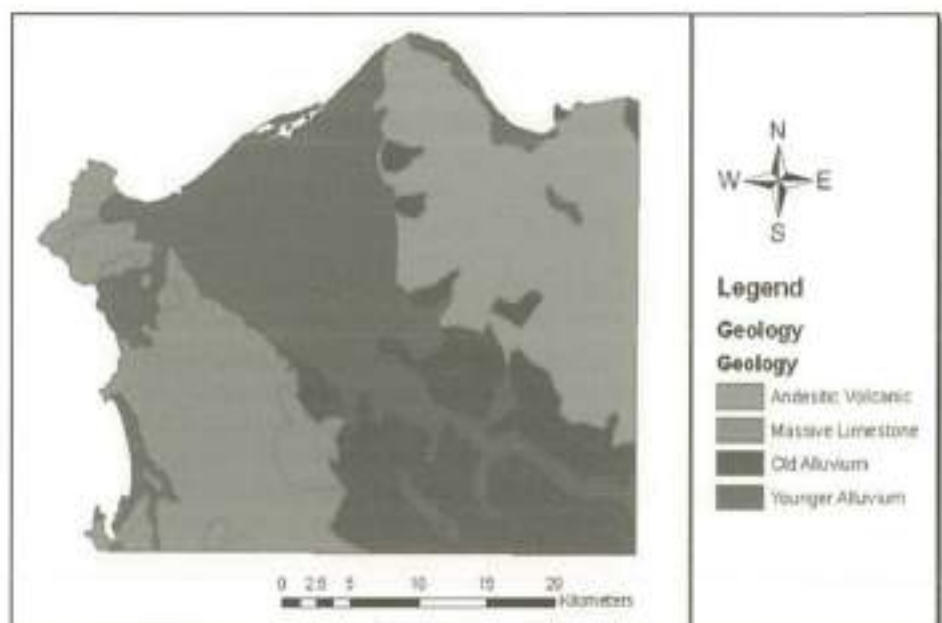 N
W E
S
Legend
Geology
Geology
Andesitic Volcanic
Massive Limestone
Old Alluvium
Younger Alluvium
0 2.5 5 10 15 20
Kilometers